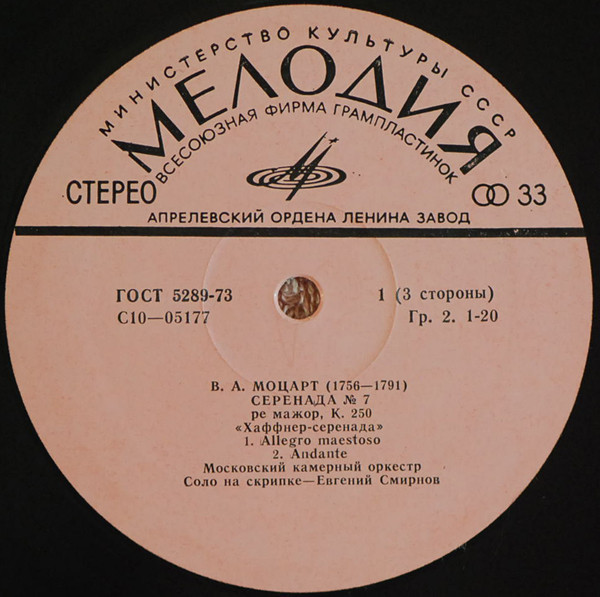 МИНИСТЕРСТВО КУЛЬТУРЫ СССР
МЕЛОДИЯ
ВСЕСОЮЗНАЯ ФИРМА ГРАМПЛАСТИНОК
СТЕРЕО 33
АПРЕЛЕВСКИЙ ОРДЕНА ЛЕНИНА ЗАВОД
ГОСТ 5289-73 1 (3 стороны)
С10—05177 Гр. 2. 1-20
В. А. МОЦАРТ (1756—1791)
СЕРЕНАДА № 7
ре мажор, К. 250
«Хаффнер-серенада»
1. Allegro maestoso
2. Andante
Московский камерный оркестр
Соло на скрипке—Евгений Смирнов